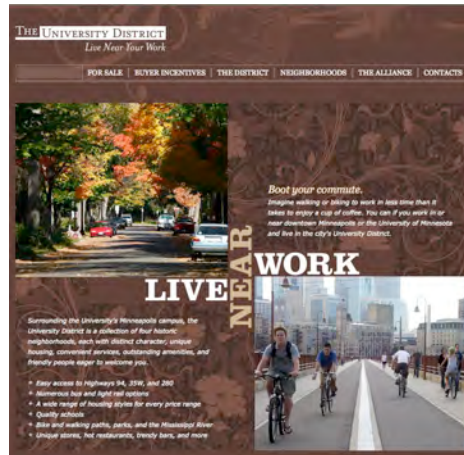 THE UNIVERSITY DISTRICT
Live Near Your Work
FOR SALE | BUYER INCENTIVES | THE DISTRICT | NEIGHBORHOODS | THE ALLIANCE | CONTACTS
Boot your commute.
Imagine walking or biking to work in less time than it
takes to enjoy a cup of coffee. You can if you work in or
near downtown Minneapolis or the University of Minnesota
and live in the city's University District.
LIVE NEAR WORK
Surrounding the University's Minneapolis campus, the
University District is a collection of four historic
neighborhoods, each with distinct character, unique
housing, convenient services, outstanding amenities, and
friendly people eager to welcome you.
Easy access to Highways 94, 35W, and 280
Numerous bus and light rail options
A wide range of housing styles for every price range
Quality schools
Bike and walking paths, parks, and the Mississippi River
Unique stores, hot restaurants, trendy bars, and more